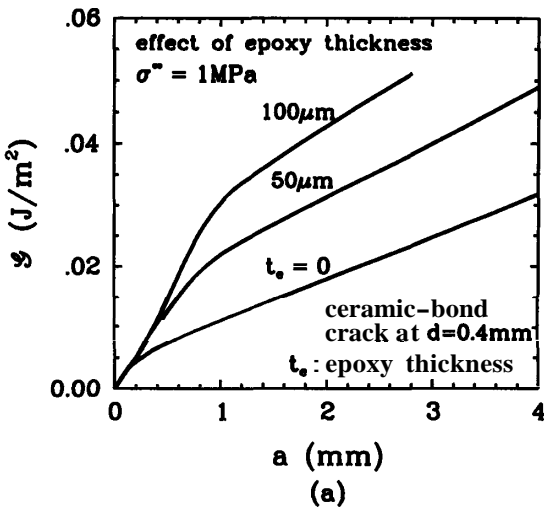 .06
effect of epoxy thickness
σ∞ = 1MPa
100μm
.04
50μm
𝒢 (J/m²)
.02
tₑ = 0
ceramic-bond
crack at d=0.4mm
tₑ: epoxy thickness
0.00
0 1 2 3 4
a (mm)
(a)